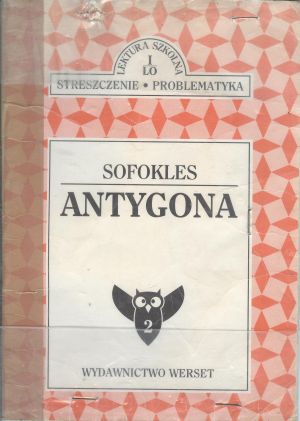 LEKTURA SZKOLNA
I
LO
STRESZCZENIE • PROBLEMATYKA
SOFOKLES
ANTYGONA
2
WYDAWNICTWO WERSET